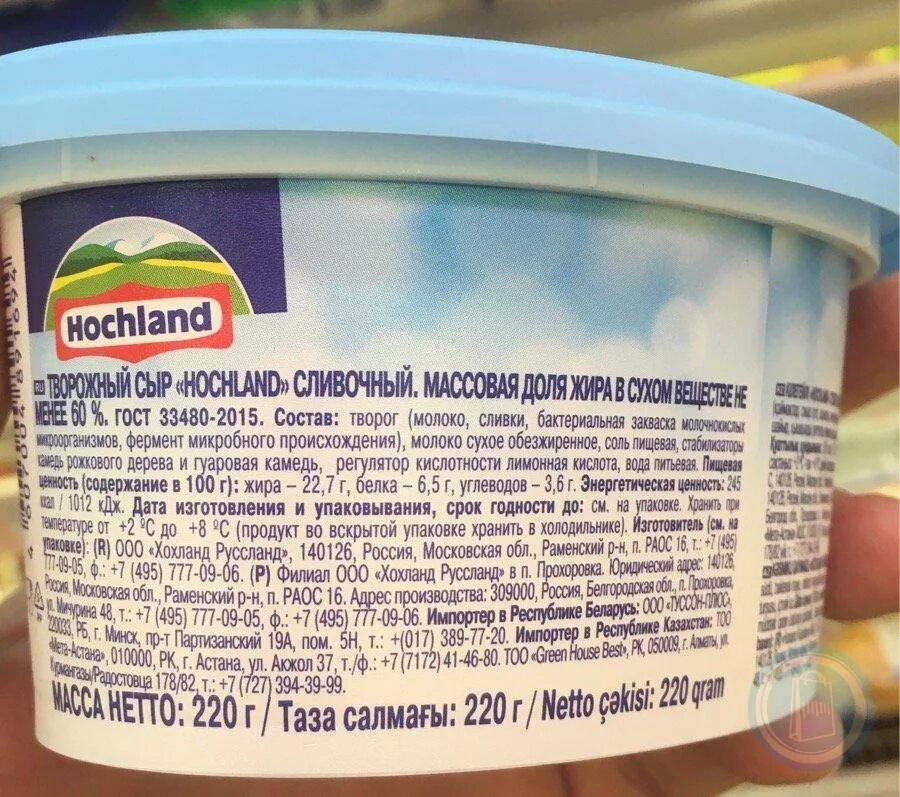 Hochland
ТВОРОЖНЫЙ СЫР «HOCHLAND» СЛИВОЧНЫЙ. МАССОВАЯ ДОЛЯ ЖИРА В СУХОМ ВЕЩЕСТВЕ НЕ
МЕНЕЕ 60 %. ГОСТ 33480-2015. Состав: творог (молоко, сливки, бактериальная закваска молочнокислых
микроорганизмов, фермент микробного происхождения), молоко сухое обезжиренное, соль пищевая, стабилизаторы
камедь рожкового дерева и гуаровая камедь, регулятор кислотности лимонная кислота, вода питьевая. Пищевая
ценность (содержание в 100 г): жира – 22,7 г, белка – 6,5 г, углеводов – 3,6 г. Энергетическая ценность: 245
ккал / 1012 кДж. Дата изготовления и упаковывания, срок годности до: см. на упаковке. Хранить при
температуре от +2 °С до +8 °С (продукт во вскрытой упаковке хранить в холодильнике). Изготовитель (см. на
упаковке): (R) ООО «Хохланд Руссланд», 140126, Россия, Московская обл., Раменский р-н, п. РАОС 16, т.: +7 (495)
777-09-05, ф.: +7 (495) 777-09-06. (P) Филиал ООО «Хохланд Руссланд» в п. Прохоровка. Юридический адрес: 140126,
Россия, Московская обл., Раменский р-н, п. РАОС 16. Адрес производства: 309000, Россия, Белгородская обл., п. Прохоровка,
ул. Мичурина 48, т.: +7 (495) 777-09-05, ф.: +7 (495) 777-09-06. Импортер в Республике Беларусь: ООО «ТУССОН-ПЛЮС»,
220033, РБ, г. Минск, пр-т Партизанский 19А, пом. 5Н, т.: +(017) 389-77-20. Импортер в Республике Казахстан: ТОО
«Мета-Астана», 010000, РК, г. Астана, ул. Акжол 37, т./ф.: +7 (7172) 41-46-80. ТОО «Green House Best», РК, 050009, г. Алматы, ул.
Курмангазы/Радостовца 178/82, т.: +7 (727) 394-39-99.
МАССА НЕТТО: 220 г / Таза салмағы: 220 г / Netto çəkisi: 220 qram